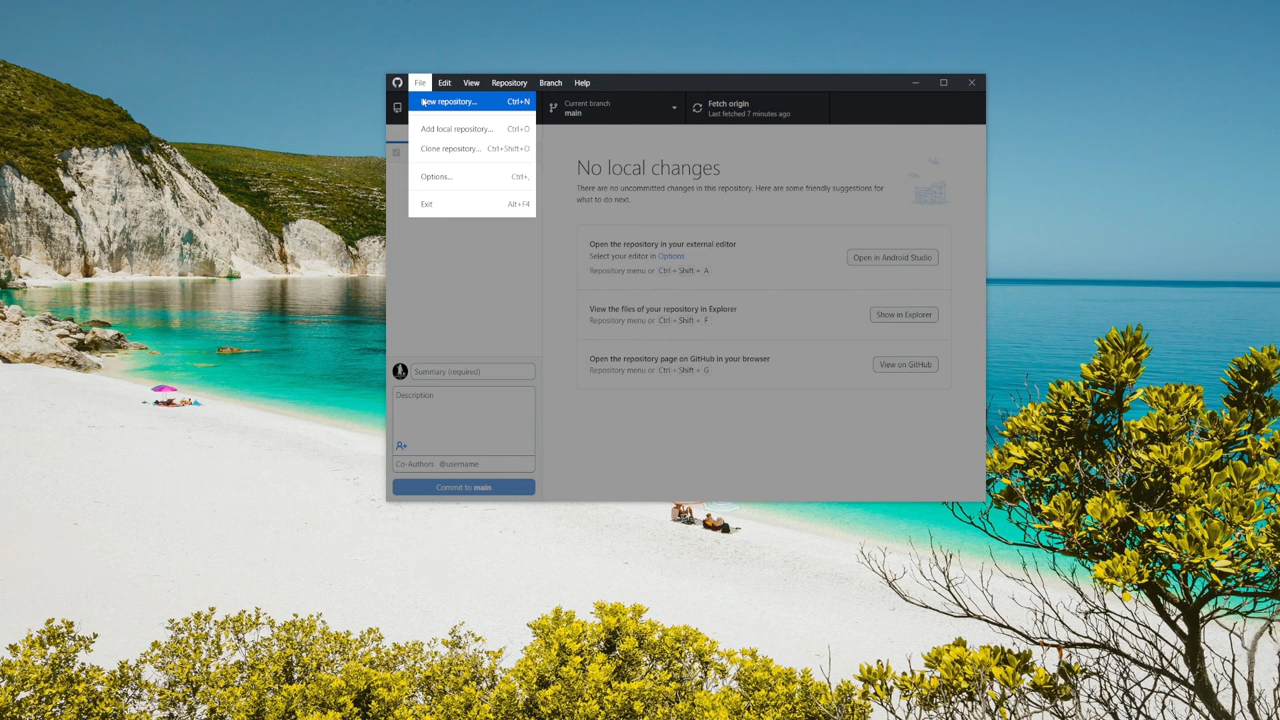 File Edit View Repository Branch Help
New repository... Ctrl+N
Add local repository... Ctrl+O
Clone repository... Ctrl+Shift+O
Options... Ctrl+,
Exit Alt+F4
Current branch
main
Fetch origin
Last fetched 7 minutes ago
No local changes
There are no uncommitted changes in this repository. Here are some friendly suggestions for
what to do next.
Open the repository in your external editor
Select your editor in Options
Repository menu or Ctrl + Shift + A
Open in Android Studio
View the files of your repository in Explorer
Repository menu or Ctrl + Shift + F
Show in Explorer
Open the repository page on GitHub in your browser
Repository menu or Ctrl + Shift + G
View on GitHub
Summary (required)
Description
Co-Authors @username
Commit to main